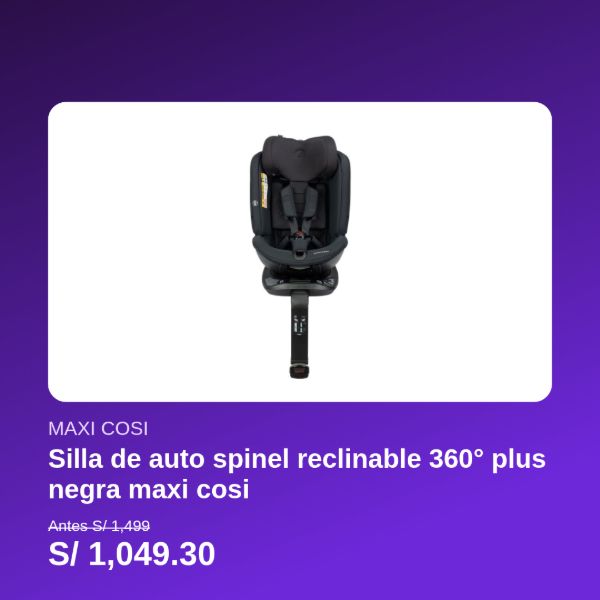 MAXI COSI
Silla de auto spinel reclinable 360° plus
negra maxi cosi
Antes S/ 1,499
S/ 1,049.30